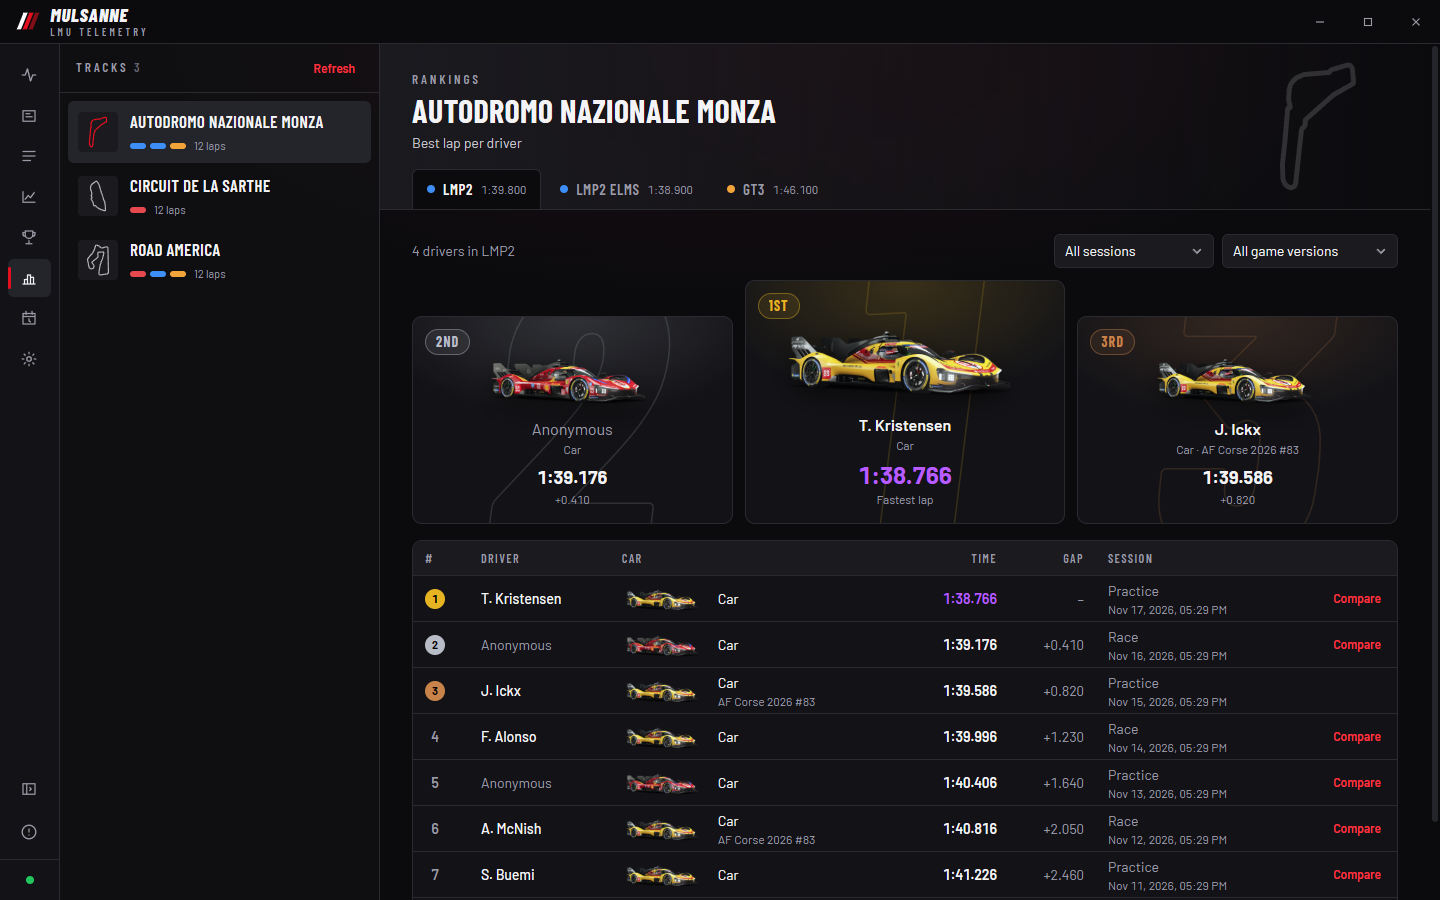 MULSANNE
LMU TELEMETRY
TRACKS 3
Refresh
AUTODROMO NAZIONALE MONZA
12 laps
CIRCUIT DE LA SARTHE
12 laps
ROAD AMERICA
12 laps
RANKINGS
AUTODROMO NAZIONALE MONZA
Best lap per driver
LMP2 1:39.800
LMP2 ELMS 1:38.900
GT3 1:46.100
4 drivers in LMP2
All sessions
All game versions
2ND
Anonymous
Car
1:39.176
+0.410
1ST
T. Kristensen
Car
1:38.766
Fastest lap
3RD
J. Ickx
Car · AF Corse 2026 #83
1:39.586
+0.820
# DRIVER CAR TIME GAP SESSION
1 T. Kristensen Car 1:38.766 – Practice
Nov 17, 2026, 05:29 PM
Compare
2 Anonymous Car 1:39.176 +0.410 Race
Nov 16, 2026, 05:29 PM
Compare
3 J. Ickx Car 1:39.586 +0.820 Practice
AF Corse 2026 #83 Nov 15, 2026, 05:29 PM
4 F. Alonso Car 1:39.996 +1.230 Race
Nov 14, 2026, 05:29 PM
Compare
5 Anonymous Car 1:40.406 +1.640 Practice
Nov 13, 2026, 05:29 PM
Compare
6 A. McNish Car 1:40.816 +2.050 Race
AF Corse 2026 #83 Nov 12, 2026, 05:29 PM
Compare
7 S. Buemi Car 1:41.226 +2.460 Practice
Nov 11, 2026, 05:29 PM
Compare